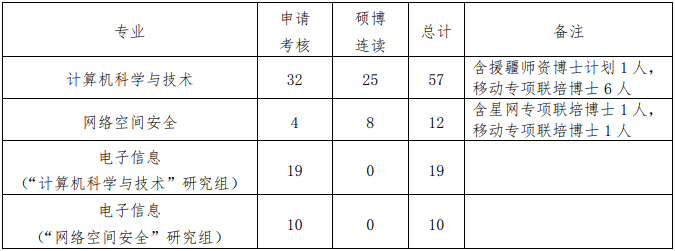 专业 申请考核 硕博连读 总计 备注
计算机科学与技术 32 25 57 含援疆师资博士计划 1 人，
移动专项联培博士 6 人
网络空间安全 4 8 12 含星网专项联培博士 1 人，
移动专项联培博士 1 人
电子信息
（“计算机科学与技术”研究组） 19 0 19
电子信息
（“网络空间安全”研究组） 10 0 10